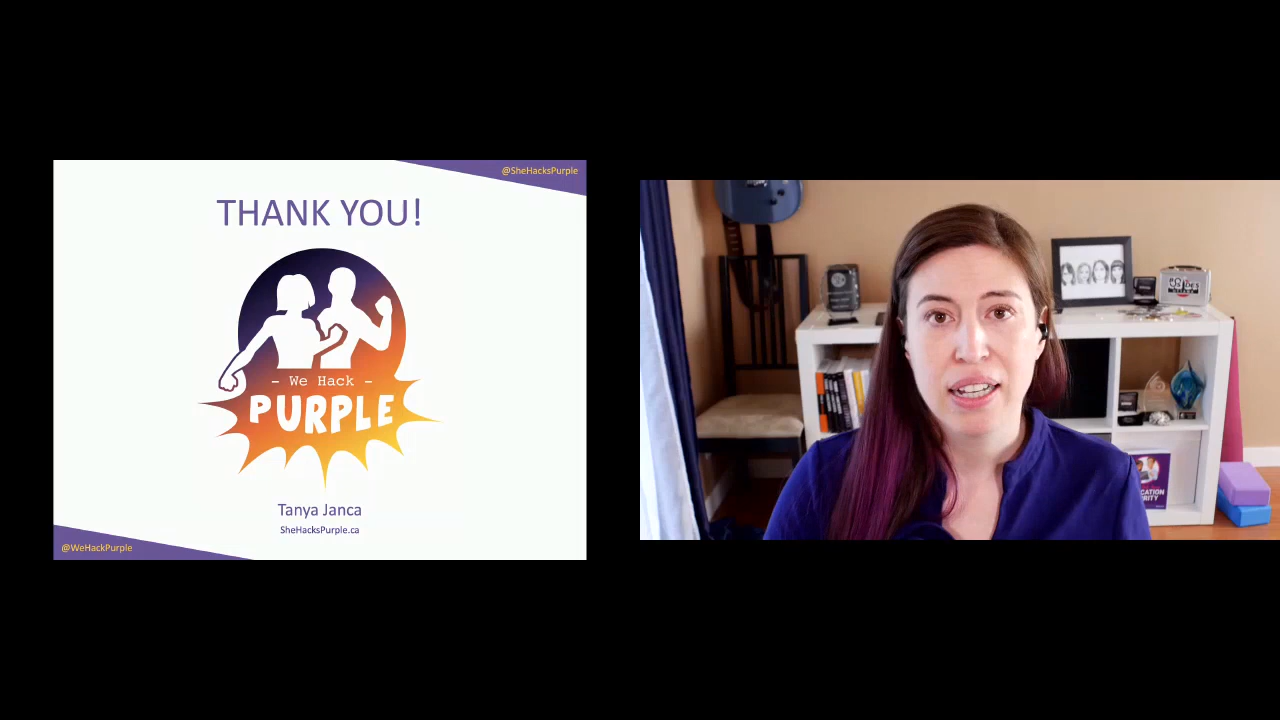 @SheHacksPurple
THANK YOU!
- We Hack -
PURPLE
Tanya Janca
SheHacksPurple.ca
@WeHackPurple